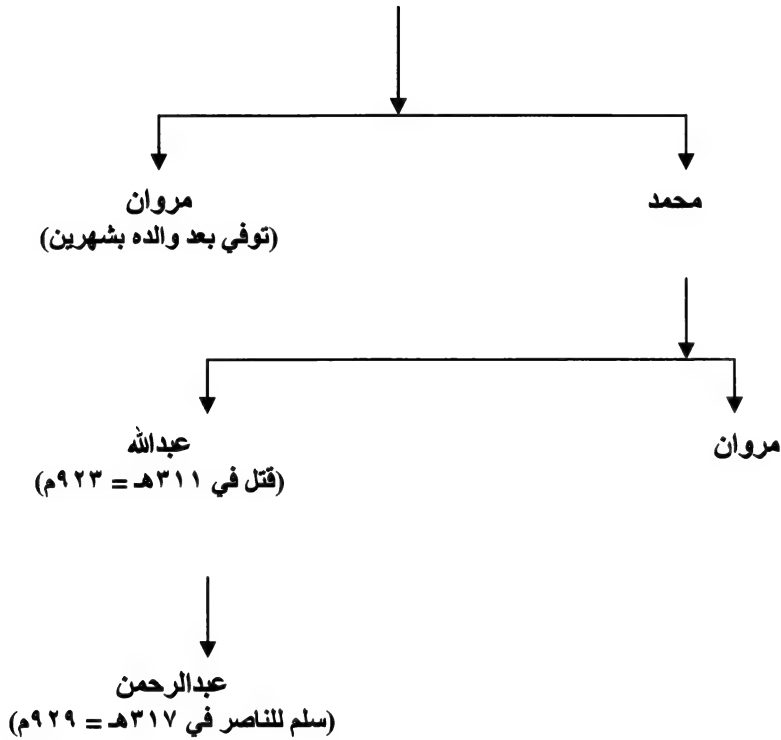 محمد
مروان
(توفي بعد والده بشهرين)
مروان
عبدالله
(قتل في ٣١١هـ = ٩٢٣م)
عبدالرحمن
(سلم للناصر في ٣١٧هـ = ٩٢٩م)